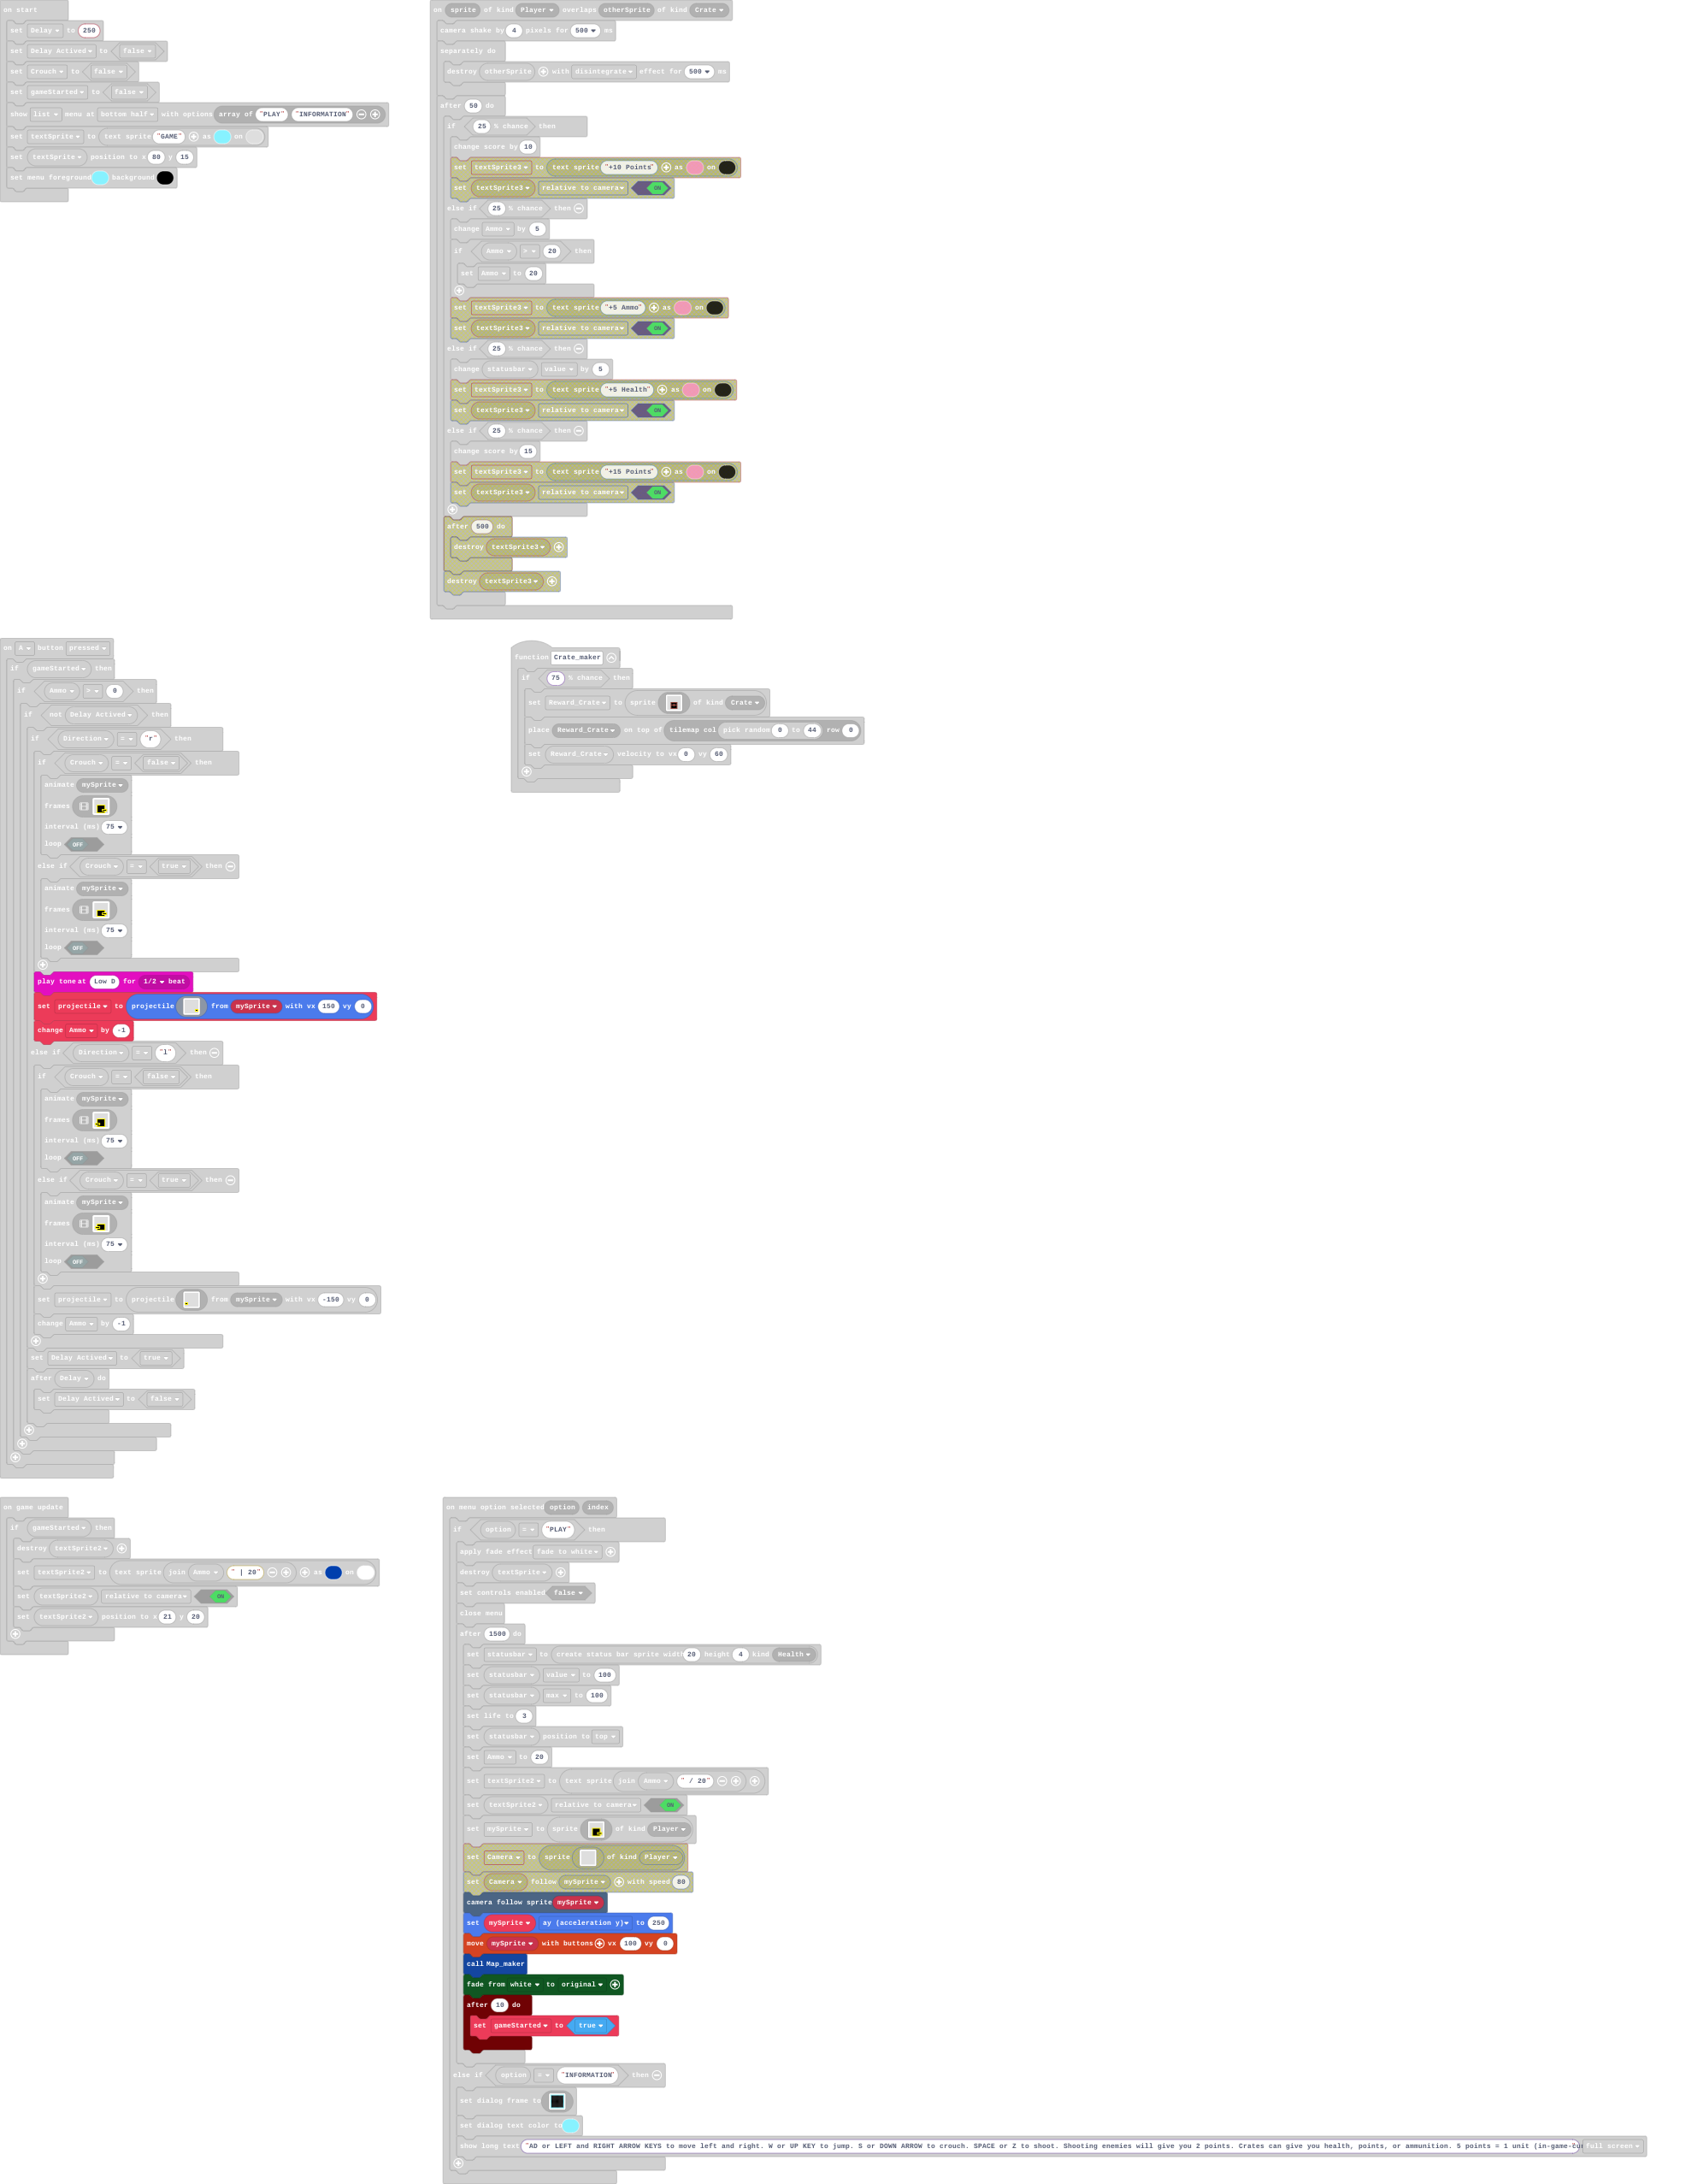 on start
set Delay to 250
set Delay Actived to false
set Crouch to false
set gameStarted to false
show list menu at bottom half with options array of "PLAY" "INFORMATION"
set textSprite to text sprite "GAME" as on
set textSprite position to x 80 y 15
set menu foreground background
on sprite of kind Player overlaps otherSprite of kind Crate
camera shake by 4 pixels for 500 ms
separately do
destroy otherSprite with disintegrate effect for 500 ms
after 50 do
if 25 % chance then
change score by 10
set textSprite3 to text sprite "+10 Points" as on
set textSprite3 relative to camera ON
else if 25 % chance then
change Ammo by 5
if Ammo > 20 then
set Ammo to 20
set textSprite3 to text sprite "+5 Ammo" as on
set textSprite3 relative to camera ON
else if 25 % chance then
change statusbar value by 5
set textSprite3 to text sprite "+5 Health" as on
set textSprite3 relative to camera ON
else if 25 % chance then
change score by 15
set textSprite3 to text sprite "+15 Points" as on
set textSprite3 relative to camera ON
after 500 do
destroy textSprite3
destroy textSprite3
on A button pressed
if gameStarted then
if Ammo > 0 then
if not Delay Actived then
if Direction = "r" then
if Crouch = false then
animate mySprite
frames
interval (ms) 75
loop OFF
else if Crouch = true then
animate mySprite
frames
interval (ms) 75
loop OFF
play tone at Low D for 1/2 beat
set projectile to projectile from mySprite with vx 150 vy 0
change Ammo by -1
else if Direction = "l" then
if Crouch = false then
animate mySprite
frames
interval (ms) 75
loop OFF
else if Crouch = true then
animate mySprite
frames
interval (ms) 75
loop OFF
set projectile to projectile from mySprite with vx -150 vy 0
change Ammo by -1
set Delay Actived to true
after Delay do
set Delay Actived to false
function Crate_maker
if 75 % chance then
set Reward_Crate to sprite of kind Crate
place Reward_Crate on top of tilemap col pick random 0 to 44 row 0
set Reward_Crate velocity to vx 0 vy 60
on game update
if gameStarted then
destroy textSprite2
set textSprite2 to text sprite join Ammo " | 20" as on
set textSprite2 relative to camera ON
set textSprite2 position to x 21 y 20
on menu option selected option index
if option = "PLAY" then
apply fade effect fade to white
destroy textSprite
set controls enabled false
close menu
after 1500 do
set statusbar to create status bar sprite width 20 height 4 kind Health
set statusbar value to 100
set statusbar max to 100
set life to 3
set statusbar position to top
set Ammo to 20
set textSprite2 to text sprite join Ammo " / 20"
set textSprite2 relative to camera ON
set mySprite to sprite of kind Player
set Camera to sprite of kind Player
set Camera follow mySprite with speed 80
camera follow sprite mySprite
set mySprite ay (acceleration y) to 250
move mySprite with buttons vx 100 vy 0
call Map_maker
fade from white to original
after 10 do
set gameStarted to true
else if option = "INFORMATION" then
set dialog frame to
set dialog text color to
show long text "AD or LEFT and RIGHT ARROW KEYS to move left and right. W or UP KEY to jump. S or DOWN ARROW to crouch. SPACE or Z to shoot. Shooting enemies will give you 2 points. Crates can give you health, points, or ammunition. 5 points = 1 unit (in-game- full screen